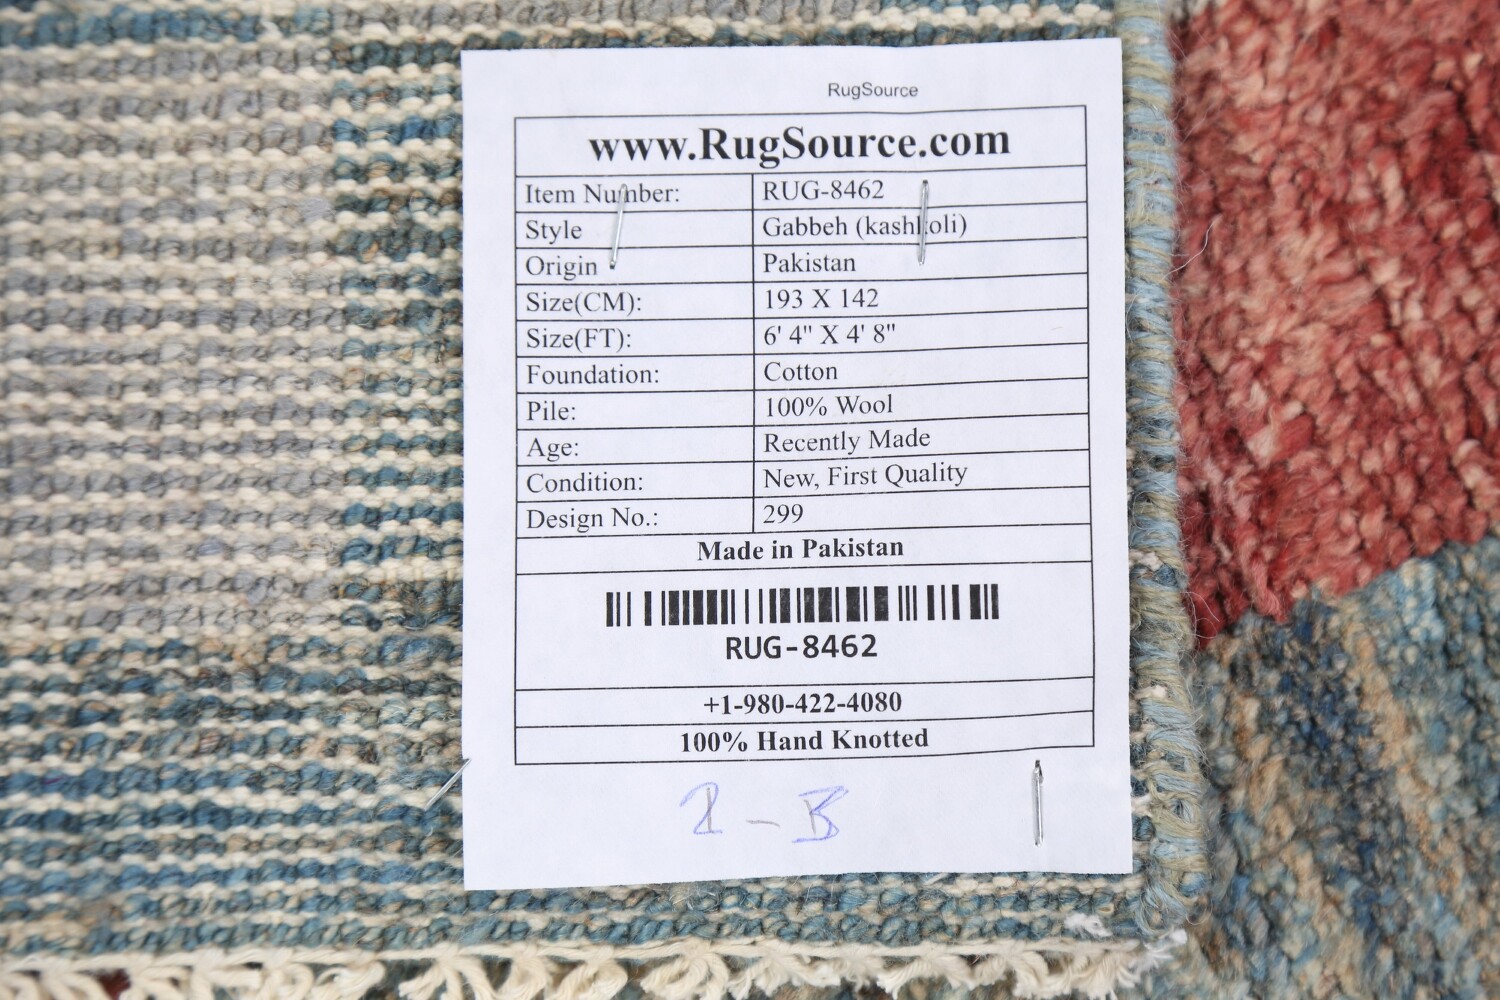 RugSource
www.RugSource.com
Item Number: RUG-8462
Style Gabbeh (kashkoli)
Origin Pakistan
Size(CM): 193 X 142
Size(FT): 6' 4" X 4' 8"
Foundation: Cotton
Pile: 100% Wool
Age: Recently Made
Condition: New, First Quality
Design No.: 299
Made in Pakistan
RUG-8462
+1-980-422-4080
100% Hand Knotted